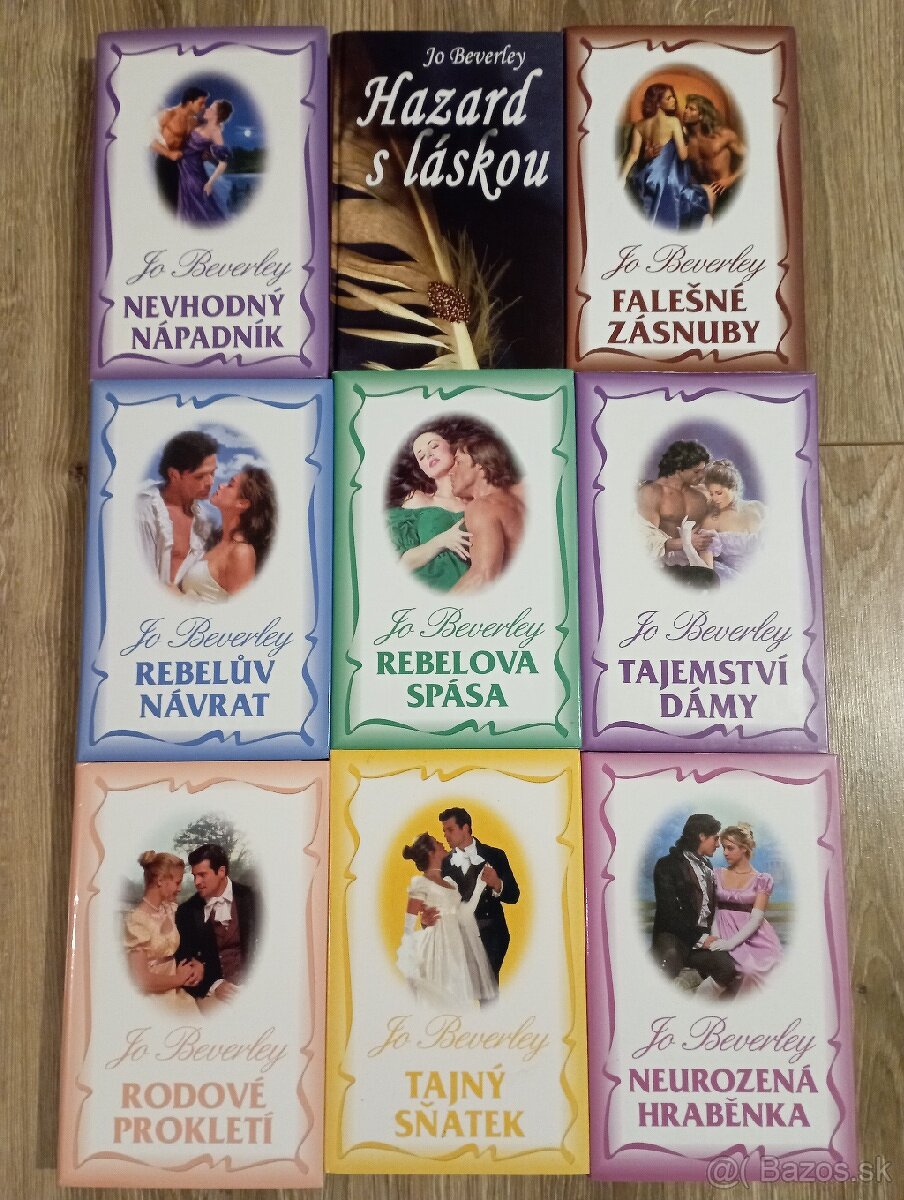 Jo Beverley
NEVHODNÝ
NÁPADNÍK
Jo Beverley
Hazard
s láskou
Jo Beverley
FALEŠNÉ
ZÁSNUBY
Jo Beverley
REBELŮV
NÁVRAT
Jo Beverley
REBELOVA
SPÁSA
Jo Beverley
TAJEMSTVÍ
DÁMY
Jo Beverley
RODOVÉ
PROKLETÍ
Jo Beverley
TAJNÝ
SŇATEK
Jo Beverley
NEUROZENÁ
HRABĚNKA
@( Bazos.sk